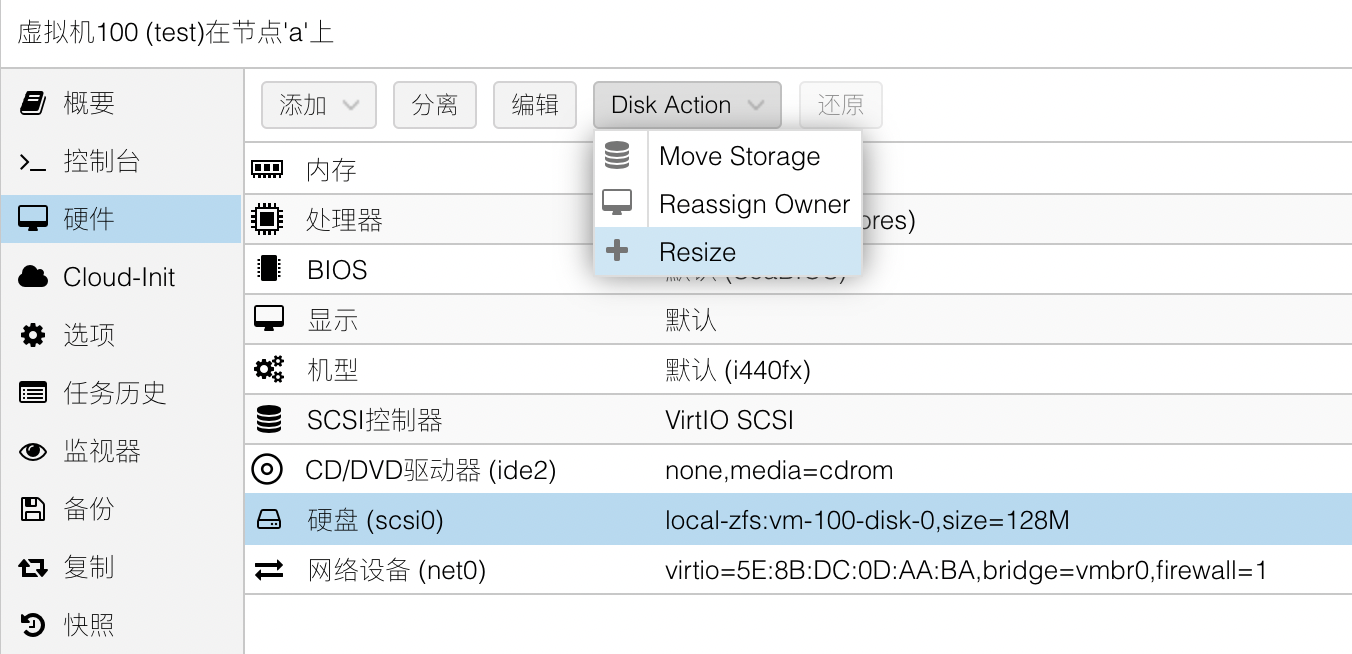 虚拟机100 (test)在节点'a'上
概要
控制台
硬件
Cloud-Init
选项
任务历史
监视器
备份
复制
快照
添加 分离 编辑 Disk Action 还原
Move Storage
Reassign Owner
Resize
内存
处理器 ores)
BIOS 默认 (SeaBIOS)
显示 默认
机型 默认 (i440fx)
SCSI控制器 VirtIO SCSI
CD/DVD驱动器 (ide2) none,media=cdrom
硬盘 (scsi0) local-zfs:vm-100-disk-0,size=128M
网络设备 (net0) virtio=5E:8B:DC:0D:AA:BA,bridge=vmbr0,firewall=1